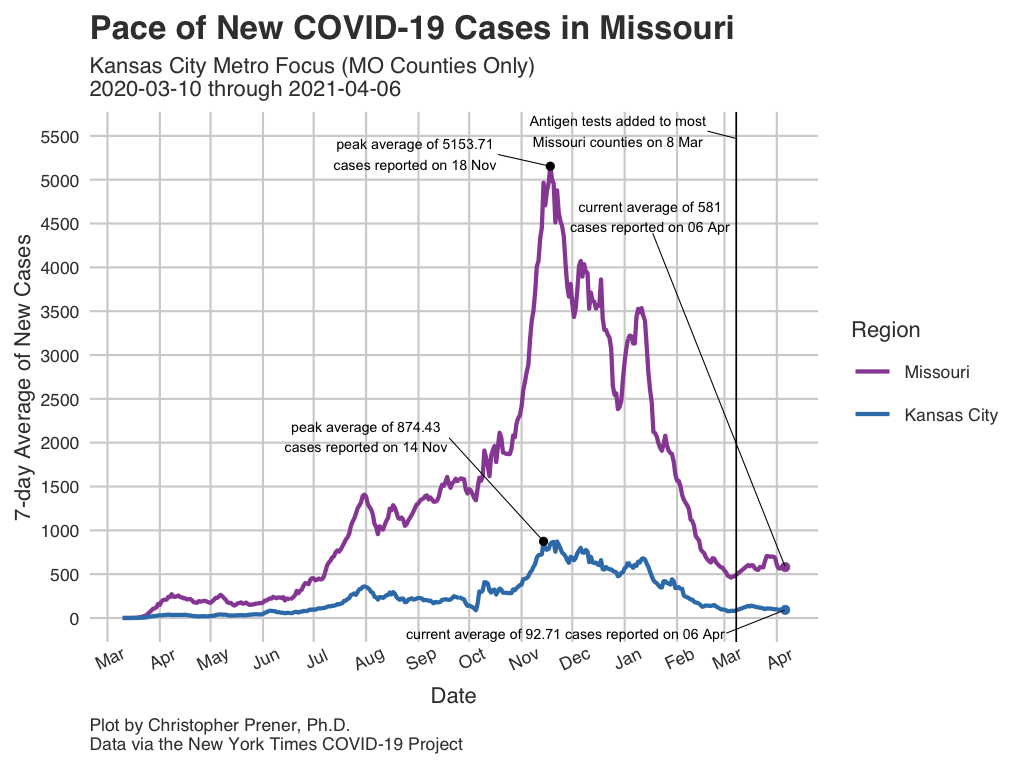 Pace of New COVID-19 Cases in Missouri
Kansas City Metro Focus (MO Counties Only)
2020-03-10 through 2021-04-06
Antigen tests added to most
Missouri counties on 8 Mar
peak average of 5153.71
cases reported on 18 Nov
current average of 581
cases reported on 06 Apr
peak average of 874.43
cases reported on 14 Nov
current average of 92.71 cases reported on 06 Apr
7-day Average of New Cases
5500
5000
4500
4000
3500
3000
2500
2000
1500
1000
500
0
Mar
Apr
May
Jun
Jul
Aug
Sep
Oct
Nov
Dec
Jan
Feb
Mar
Apr
Date
Region
Missouri
Kansas City
Plot by Christopher Prener, Ph.D.
Data via the New York Times COVID-19 Project